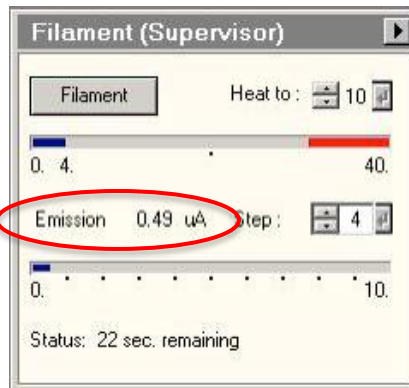 Filament (Supervisor)
Filament Heat to : 10
0. 4. 40.
Emission 0.49 uA Step : 4
0. 10.
Status: 22 sec. remaining